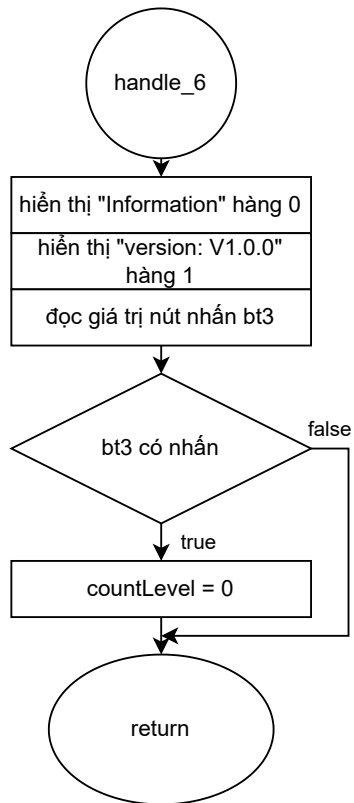 handle_6
hiển thị "Information" hàng 0
hiển thị "version: V1.0.0"
hàng 1
đọc giá trị nút nhấn bt3
bt3 có nhấn
false
true
countLevel = 0
return